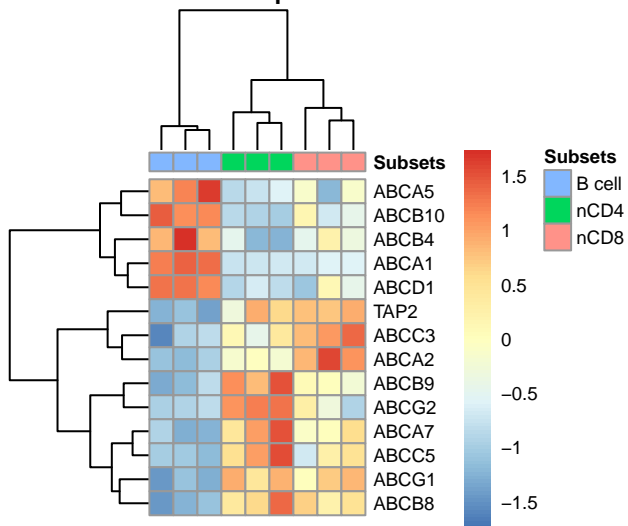 Subsets
ABCA5
ABCB10
ABCB4
ABCA1
ABCD1
TAP2
ABCC3
ABCA2
ABCB9
ABCG2
ABCA7
ABCC5
ABCG1
ABCB8
1.5
1
0.5
0
−0.5
−1
−1.5
Subsets
B cell
nCD4
nCD8